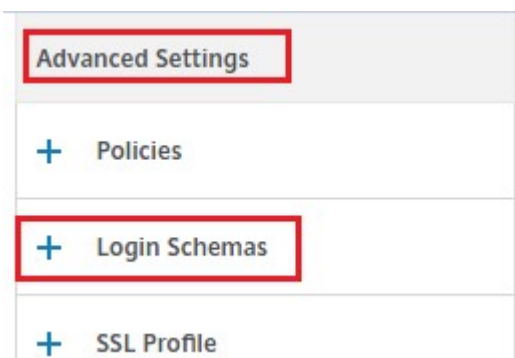 Advanced Settings
+ Policies
+ Login Schemas
+ SSL Profile